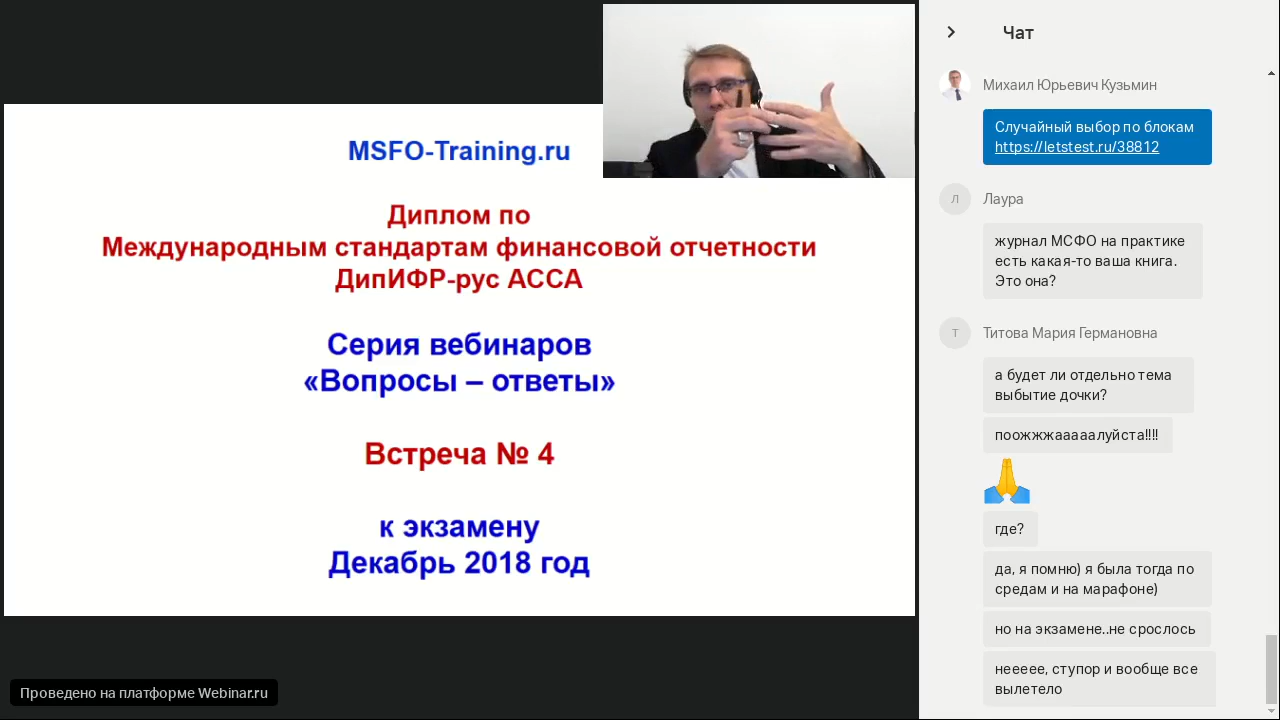 MSFO-Training.ru
Диплом по
Международным стандартам финансовой отчетности
ДипИФР-рус АССА
Серия вебинаров
«Вопросы – ответы»
Встреча № 4
к экзамену
Декабрь 2018 год
Проведено на платформе Webinar.ru
Чат
Михаил Юрьевич Кузьмин
Случайный выбор по блокам
https://letstest.ru/38812
Л
Лаура
журнал МСФО на практике
есть какая-то ваша книга.
Это она?
Т
Титова Мария Германовна
а будет ли отдельно тема
выбытие дочки?
поожжжааааалуйста!!!!
где?
да, я помню) я была тогда по
средам и на марафоне)
но на экзамене..не срослось
неееее, ступор и вообще все
вылетело